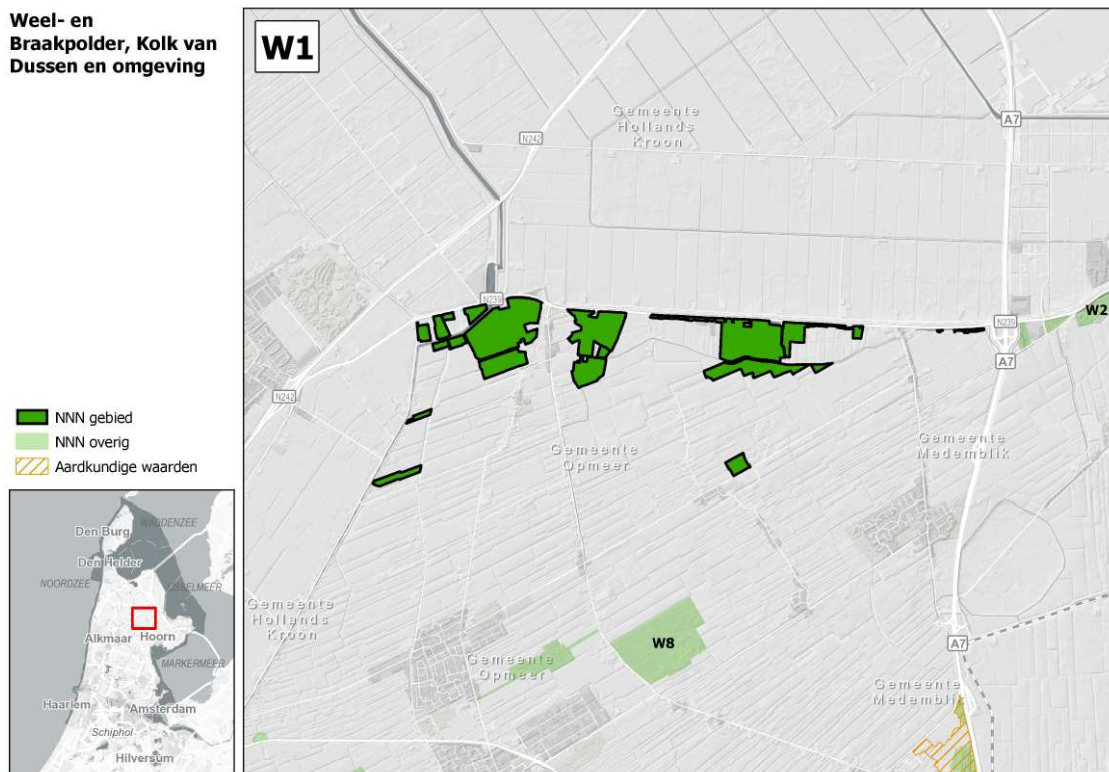 Weel- en
Braakpolder, Kolk van
Dussen en omgeving
W1
Gemeente
Hollands
Kroon
A7
N242
N239
N239
W2
A7
N242
Gemeente
Opmeer
Gemeente
Medemblik
Gemeente
Hollands
Kroon
W8
Gemeente
Opmeer
A7
Gemeente
Medemblik
NNN gebied
NNN overig
Aardkundige waarden
Den Burg
WADDENZEE
Den Helder
NOORDZEE
IJSSELMEER
Alkmaar
Hoorn
MARKERMEER
Haarlem
Amsterdam
Schiphol
Hilversum